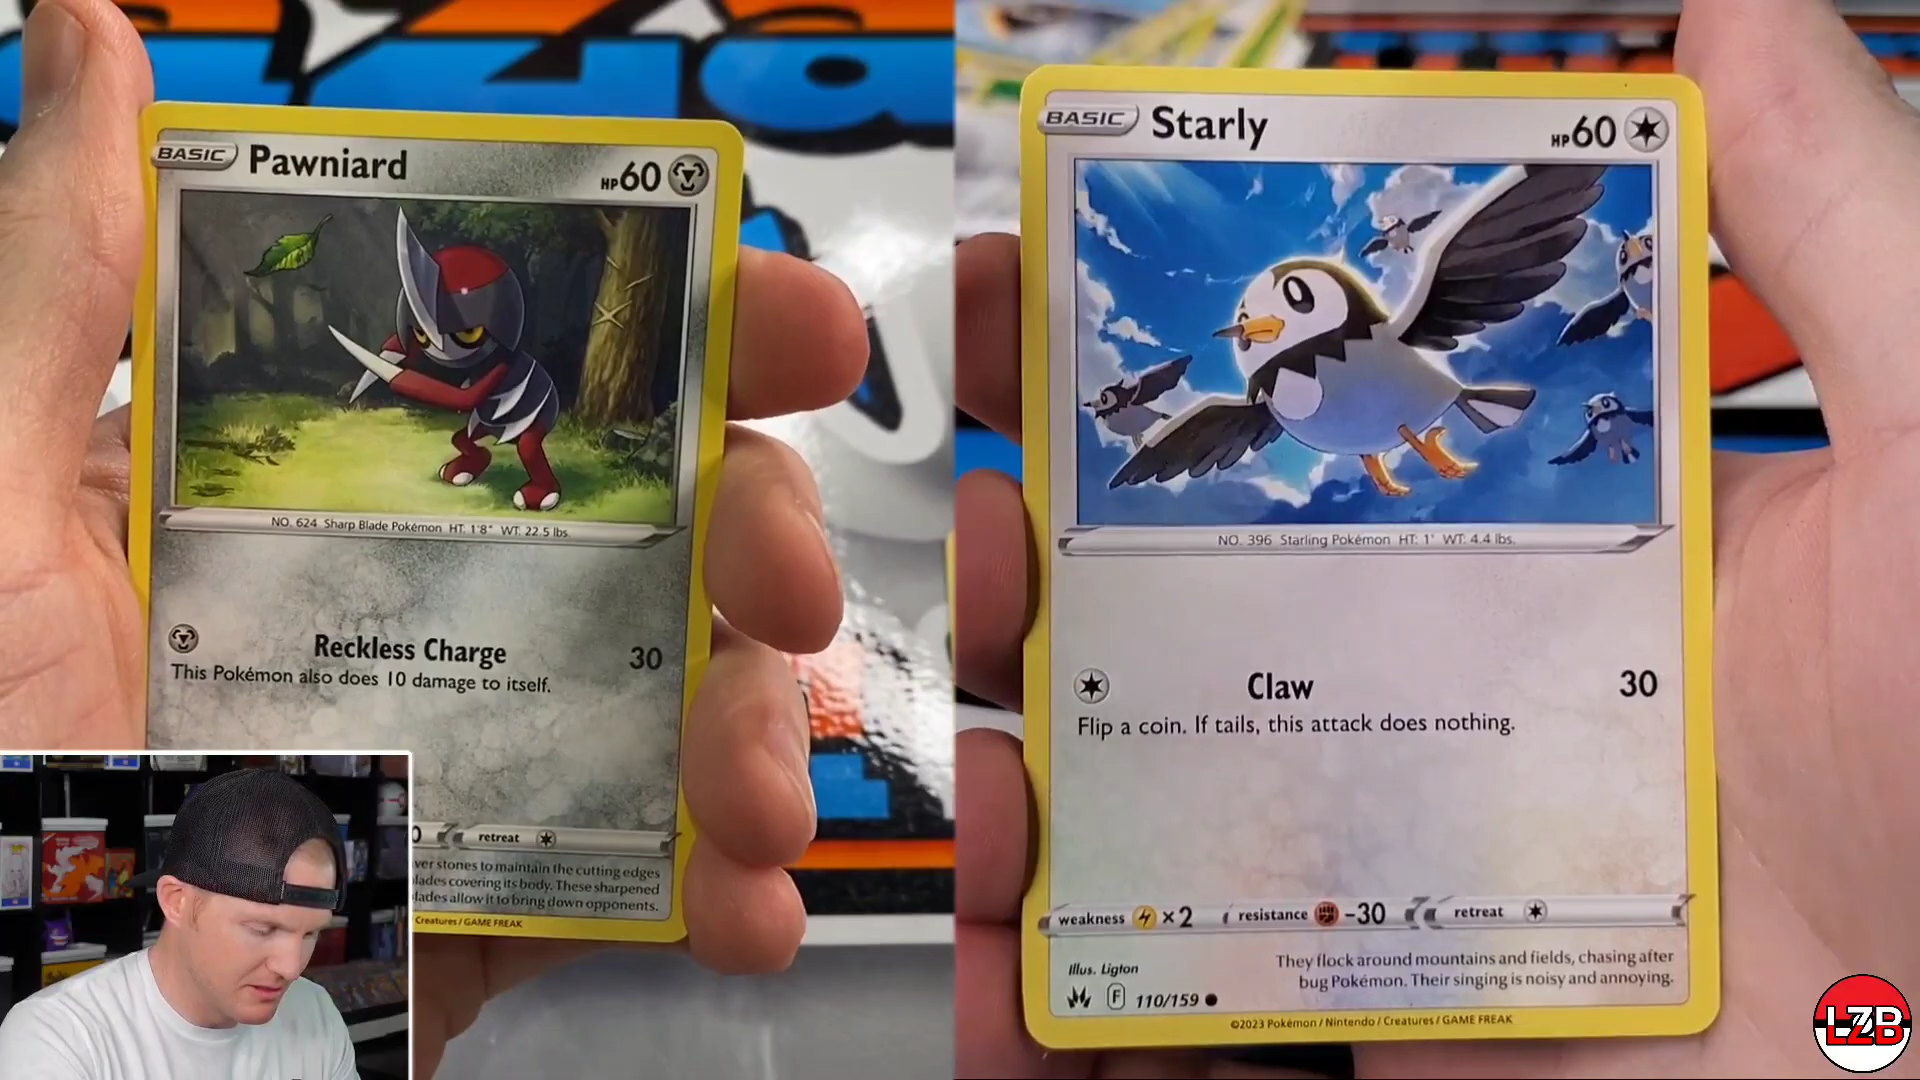 BASIC Pawniard HP60
NO. 624 Sharp Blade Pokémon HT: 1'8" WT: 22.5 lbs.
Reckless Charge 30
This Pokémon also does 10 damage to itself.
retreat
stones to maintain the cutting edges
covering its body. These sharpened
allow it to bring down opponents.
Creatures / GAME FREAK
BASIC Starly HP60
NO. 396 Starling Pokémon HT: 1' WT: 4.4 lbs.
Claw 30
Flip a coin. If tails, this attack does nothing.
weakness ×2 resistance -30 retreat
They flock around mountains and fields, chasing after
bug Pokémon. Their singing is noisy and annoying.
Illus. Ligton
F 110/159
©2023 Pokémon / Nintendo / Creatures / GAME FREAK
LZB